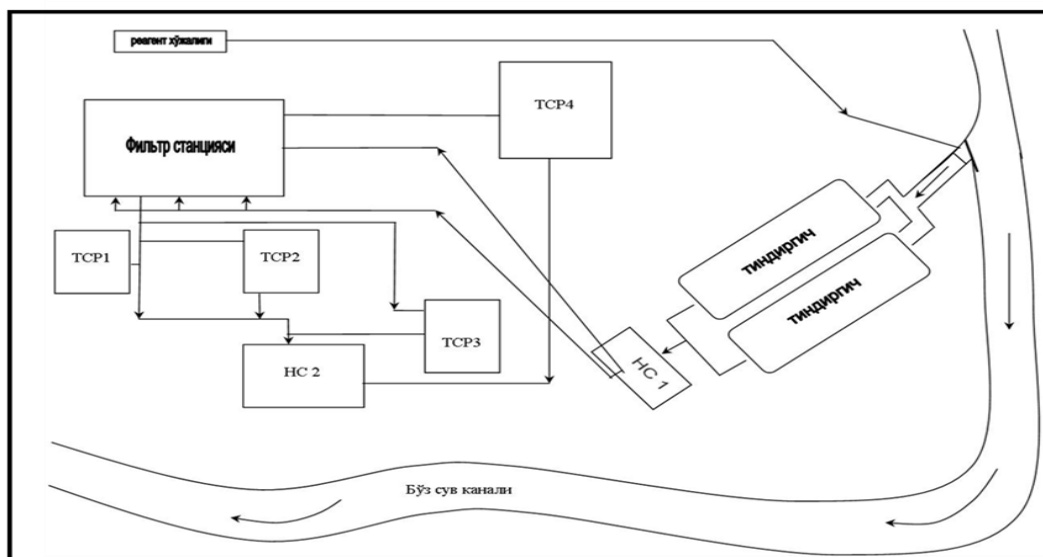 реагент хўжалиги
ТСР4
Фильтр станцияси
тиндиргич
ТСР1
ТСР2
тиндиргич
ТСР3
НС 1
НС 2
Бўз сув канали